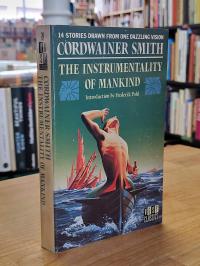 14 STORIES DRAWN FROM ONE DAZZLING VISION
CORDWAINER SMITH
THE INSTRUMENTALITY
OF MANKIND
Introduction by Frederik Pohl
CLASSICS
CORDWAINER SMITH
THE INSTRUMENTALITY OF MANKIND